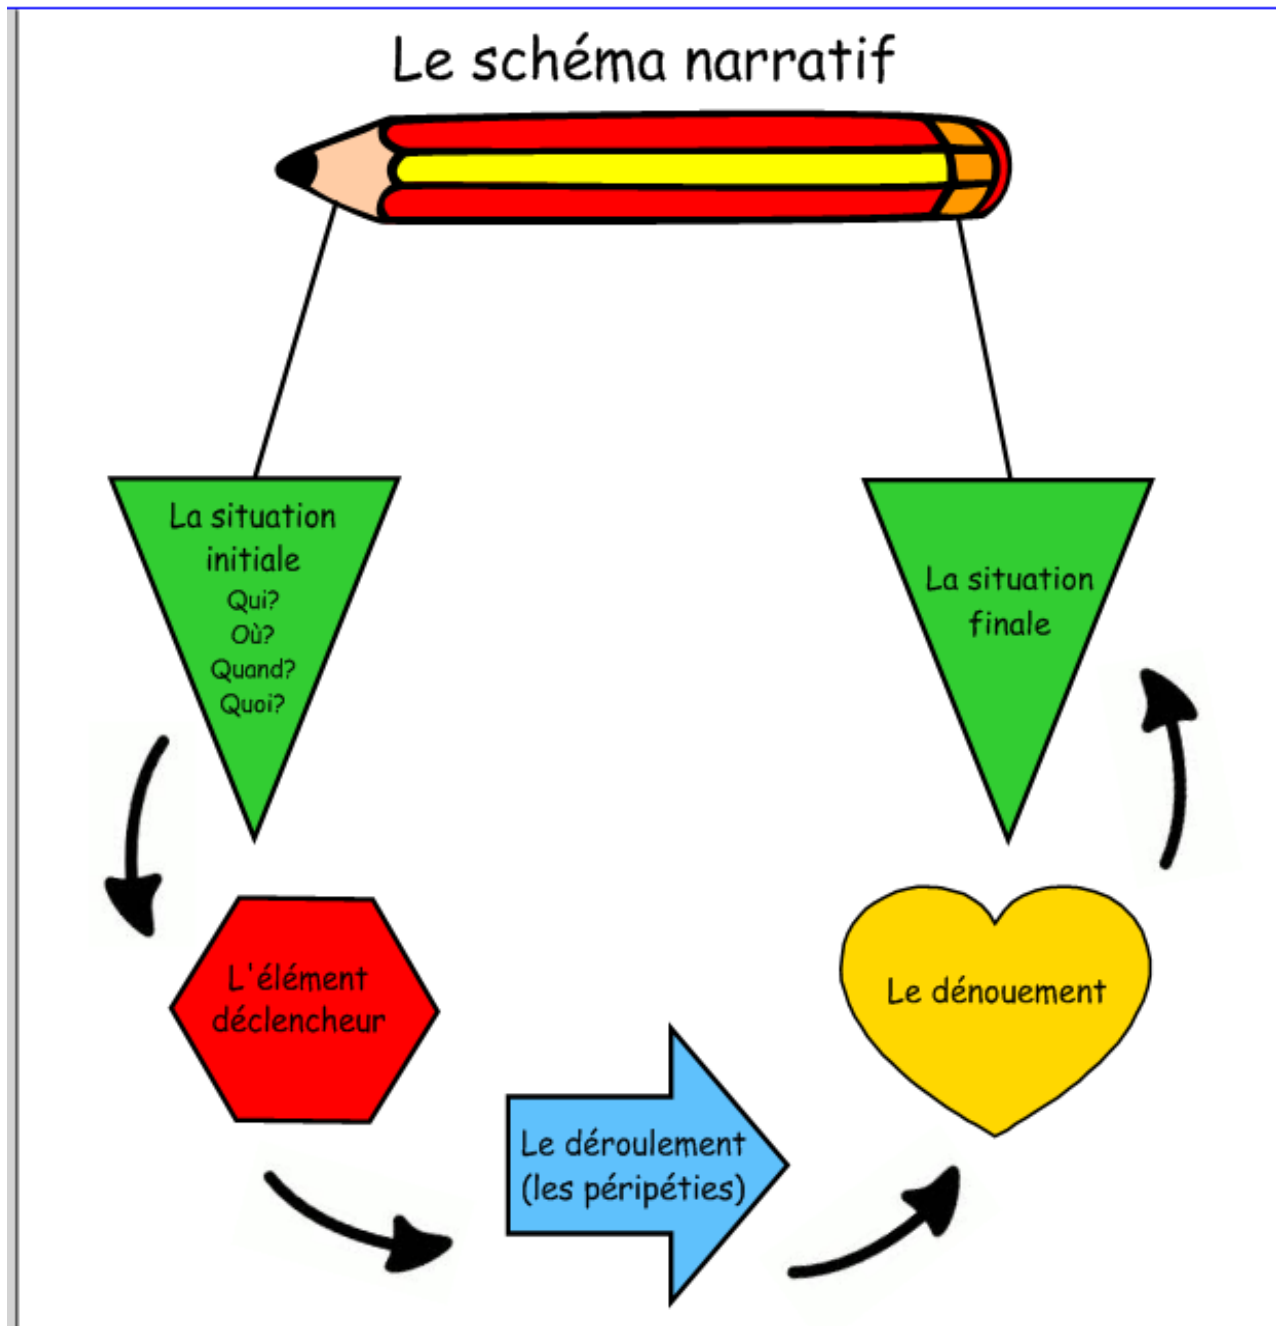 Le schéma narratif
La situation
initiale
Qui?
Où?
Quand?
Quoi?
L'élément
déclencheur
Le déroulement
(les péripéties)
Le dénouement
La situation
finale